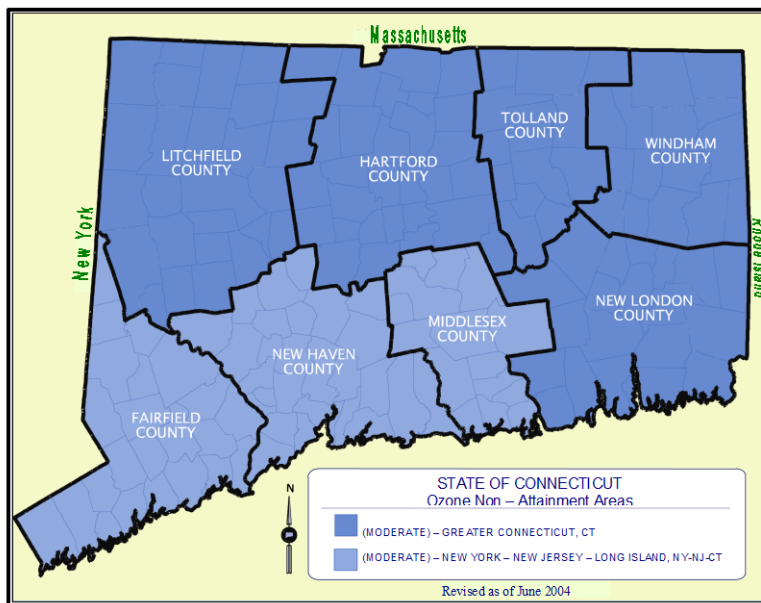 Massachusetts
TOLLAND
COUNTY
WINDHAM
COUNTY
LITCHFIELD
COUNTY
HARTFORD
COUNTY
New York
Rhode Island
NEW LONDON
COUNTY
MIDDLESEX
COUNTY
NEW HAVEN
COUNTY
FAIRFIELD
COUNTY
N
STATE OF CONNECTICUT
Ozone Non – Attainment Areas
(MODERATE) – GREATER CONNECTICUT, CT
(MODERATE) – NEW YORK – NEW JERSEY – LONG ISLAND, NY-NJ-CT
Revised as of June 2004